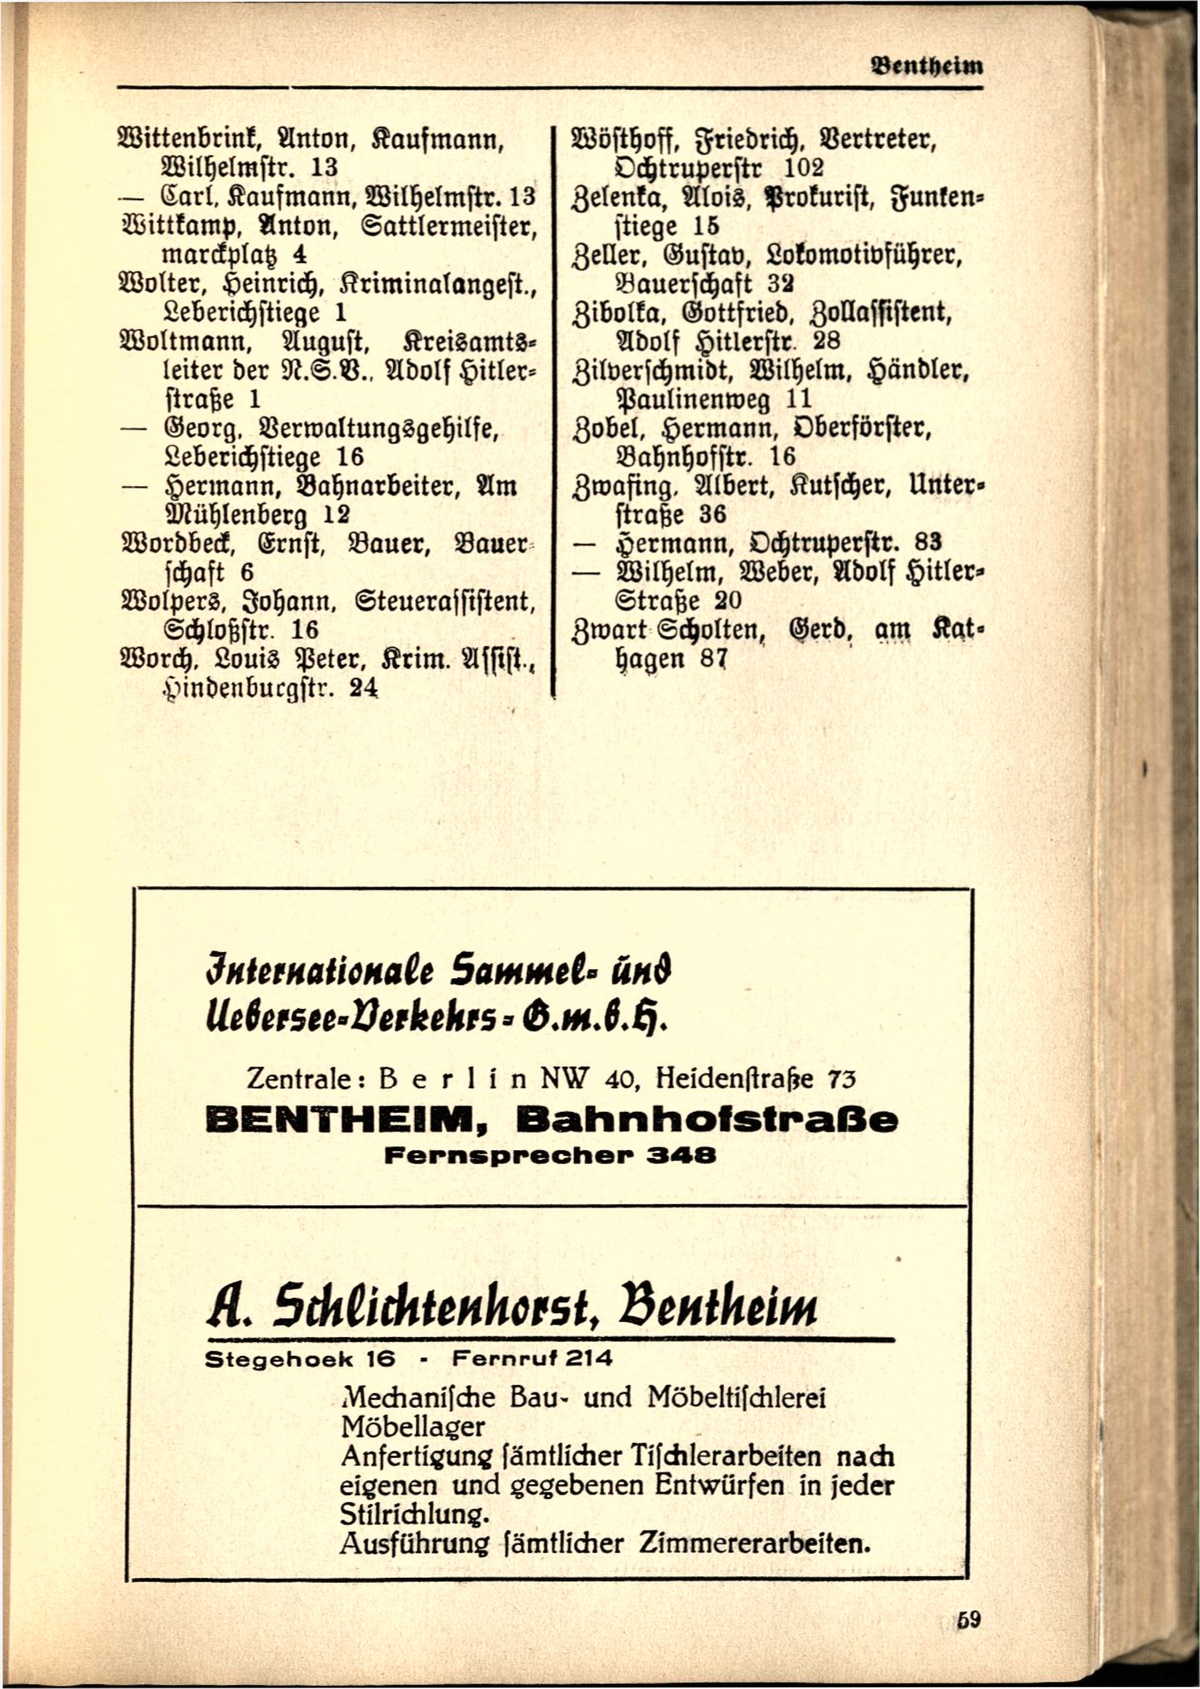 Bentheim
Wittenbrink, Anton, Kaufmann,
Wilhelmstr. 13
— Carl, Kaufmann, Wilhelmstr. 13
Wittkamp, Anton, Sattlermeister,
marckplatz 4
Wolter, Heinrich, Kriminalangest.,
Leberichstiege 1
Woltmann, August, Kreisamts-
leiter der N.S.V., Adolf Hitler-
straße 1
— Georg, Verwaltungsgehilfe,
Leberichstiege 16
— Hermann, Bahnarbeiter, Am
Mühlenberg 12
Wordbeck, Ernst, Bauer, Bauer-
schaft 6
Wolpers, Johann, Steuerassistent,
Schloßstr. 16
Worch, Louis Peter, Krim. Assist.,
Hindenburgstr. 24
Wösthoff, Friedrich, Vertreter,
Ochtruperstr 102
Zelenka, Alois, Prokurist, Funken-
stiege 15
Zeller, Gustav, Lokomotivführer,
Bauerschaft 32
Zibolka, Gottfried, Zollassistent,
Adolf Hitlerstr. 28
Zilverschmidt, Wilhelm, Händler,
Paulinenweg 11
Zobel, Hermann, Oberförster,
Bahnhofstr. 16
Zwafing, Albert, Kutscher, Unter-
straße 36
— Hermann, Ochtruperstr. 83
— Wilhelm, Weber, Adolf Hitler-
Straße 20
Zwart Scholten, Gerd, am Kat-
hagen 87
Internationale Sammel- und
Uebersee-Verkehrs-G.m.b.H.
Zentrale: Berlin NW 40, Heidenstraße 73
BENTHEIM, Bahnhofstraße
Fernsprecher 348
A. Schlichtenhorst, Bentheim
Stegehoek 16 - Fernruf 214
Mechanische Bau- und Möbeltischlerei
Möbellager
Anfertigung sämtlicher Tischlerarbeiten nach
eigenen und gegebenen Entwürfen in jeder
Stilrichlung.
Ausführung sämtlicher Zimmererarbeiten.
59